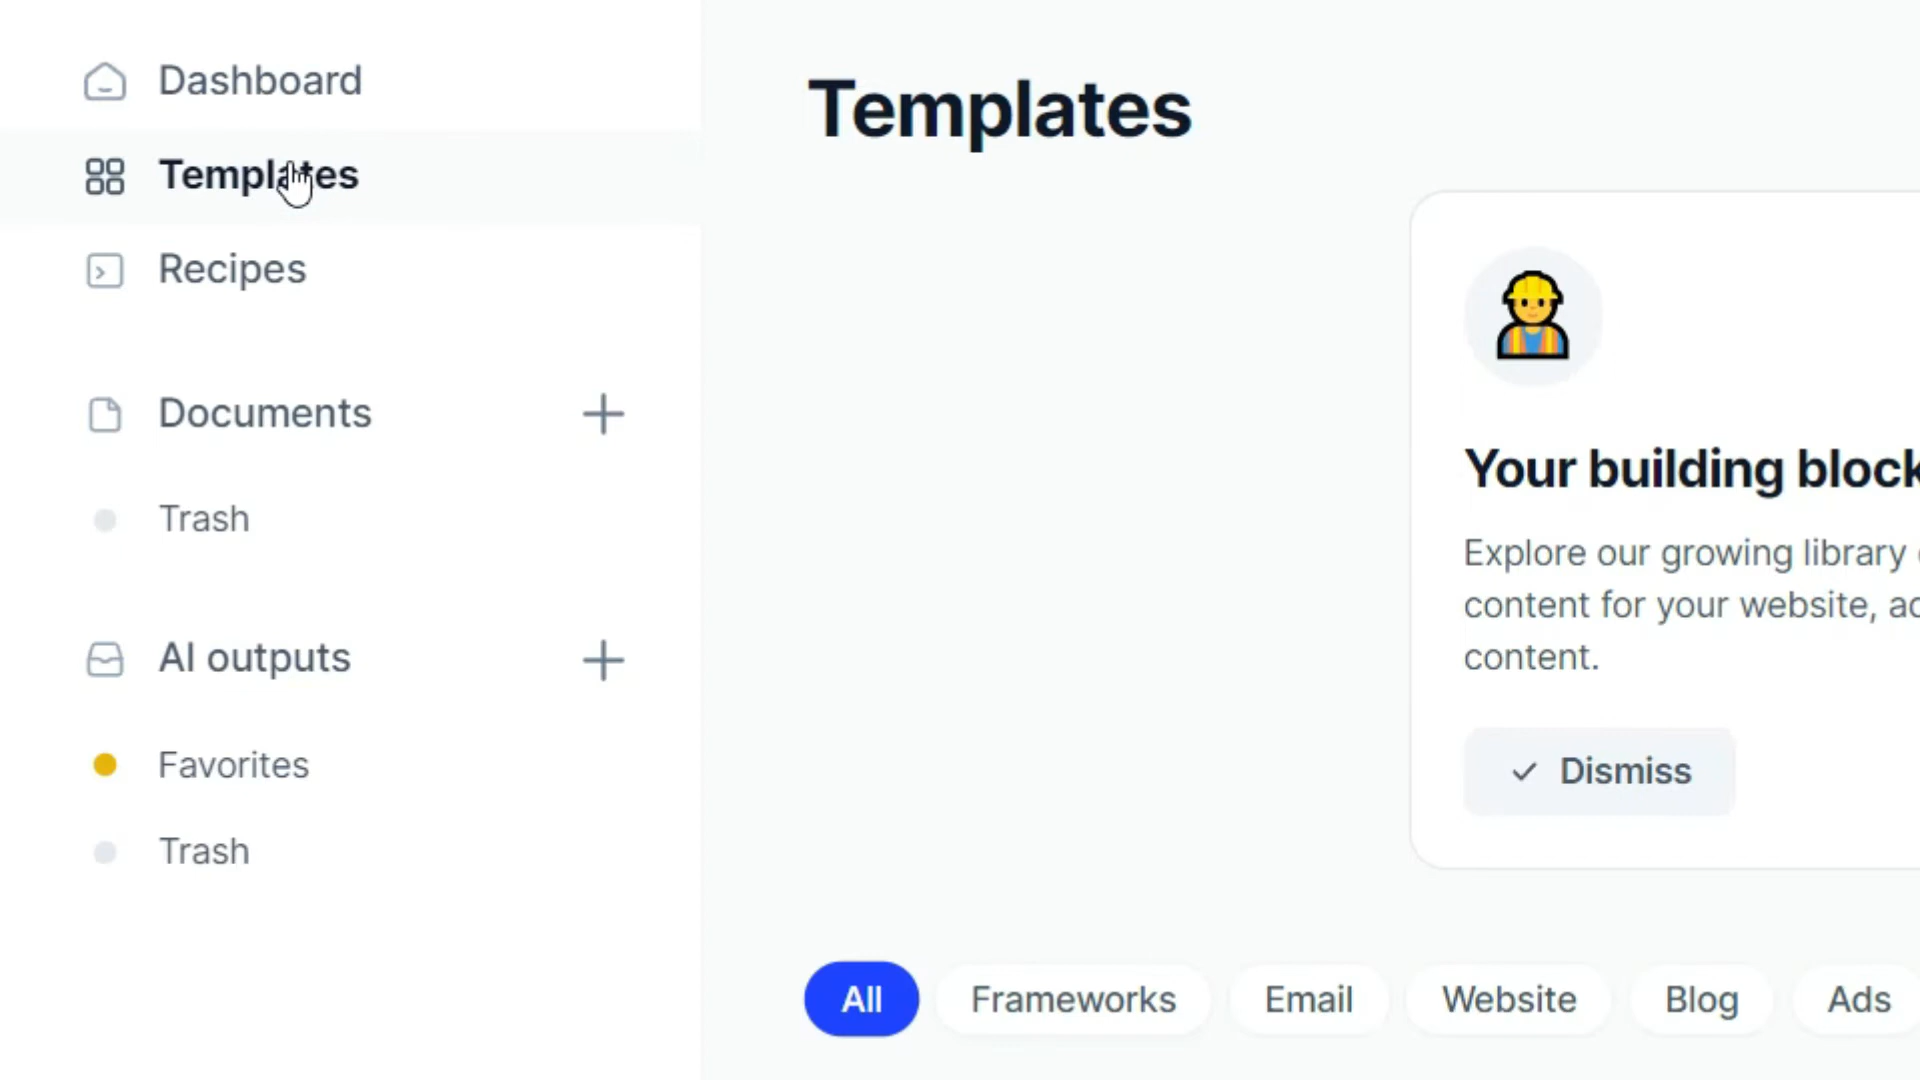 Dashboard
Templates
Recipes
Documents
Trash
AI outputs
Favorites
Trash
Templates
Your building block
Explore our growing library
content for your website,
content.
Dismiss
All
Frameworks
Email
Website
Blog
Ads